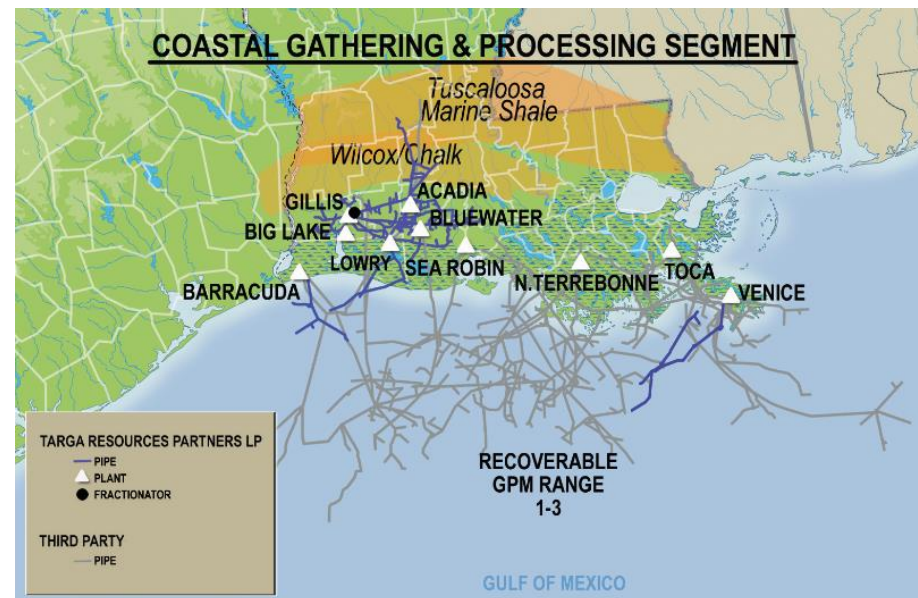 COASTAL GATHERING & PROCESSING SEGMENT
Tuscaloosa
Marine Shale
Wilcox/Chalk
GILLIS
ACADIA
BIG LAKE
BLUEWATER
LOWRY
SEA ROBIN
BARRACUDA
N.TERREBONNE
TOCA
VENICE
TARGA RESOURCES PARTNERS LP
PIPE
PLANT
FRACTIONATOR
THIRD PARTY
PIPE
RECOVERABLE
GPM RANGE
1-3
GULF OF MEXICO